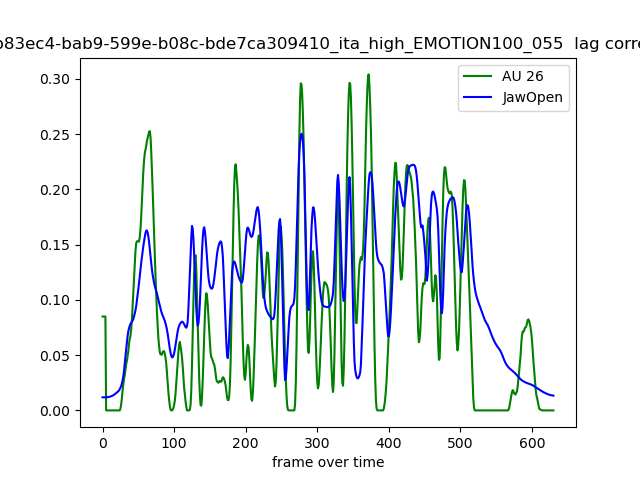 b83ec4-bab9-599e-b08c-bde7ca309410_ita_high_EMOTION100_055 lag corre
AU 26
JawOpen
0.30
0.25
0.20
0.15
0.10
0.05
0.00
0 100 200 300 400 500 600
frame over time